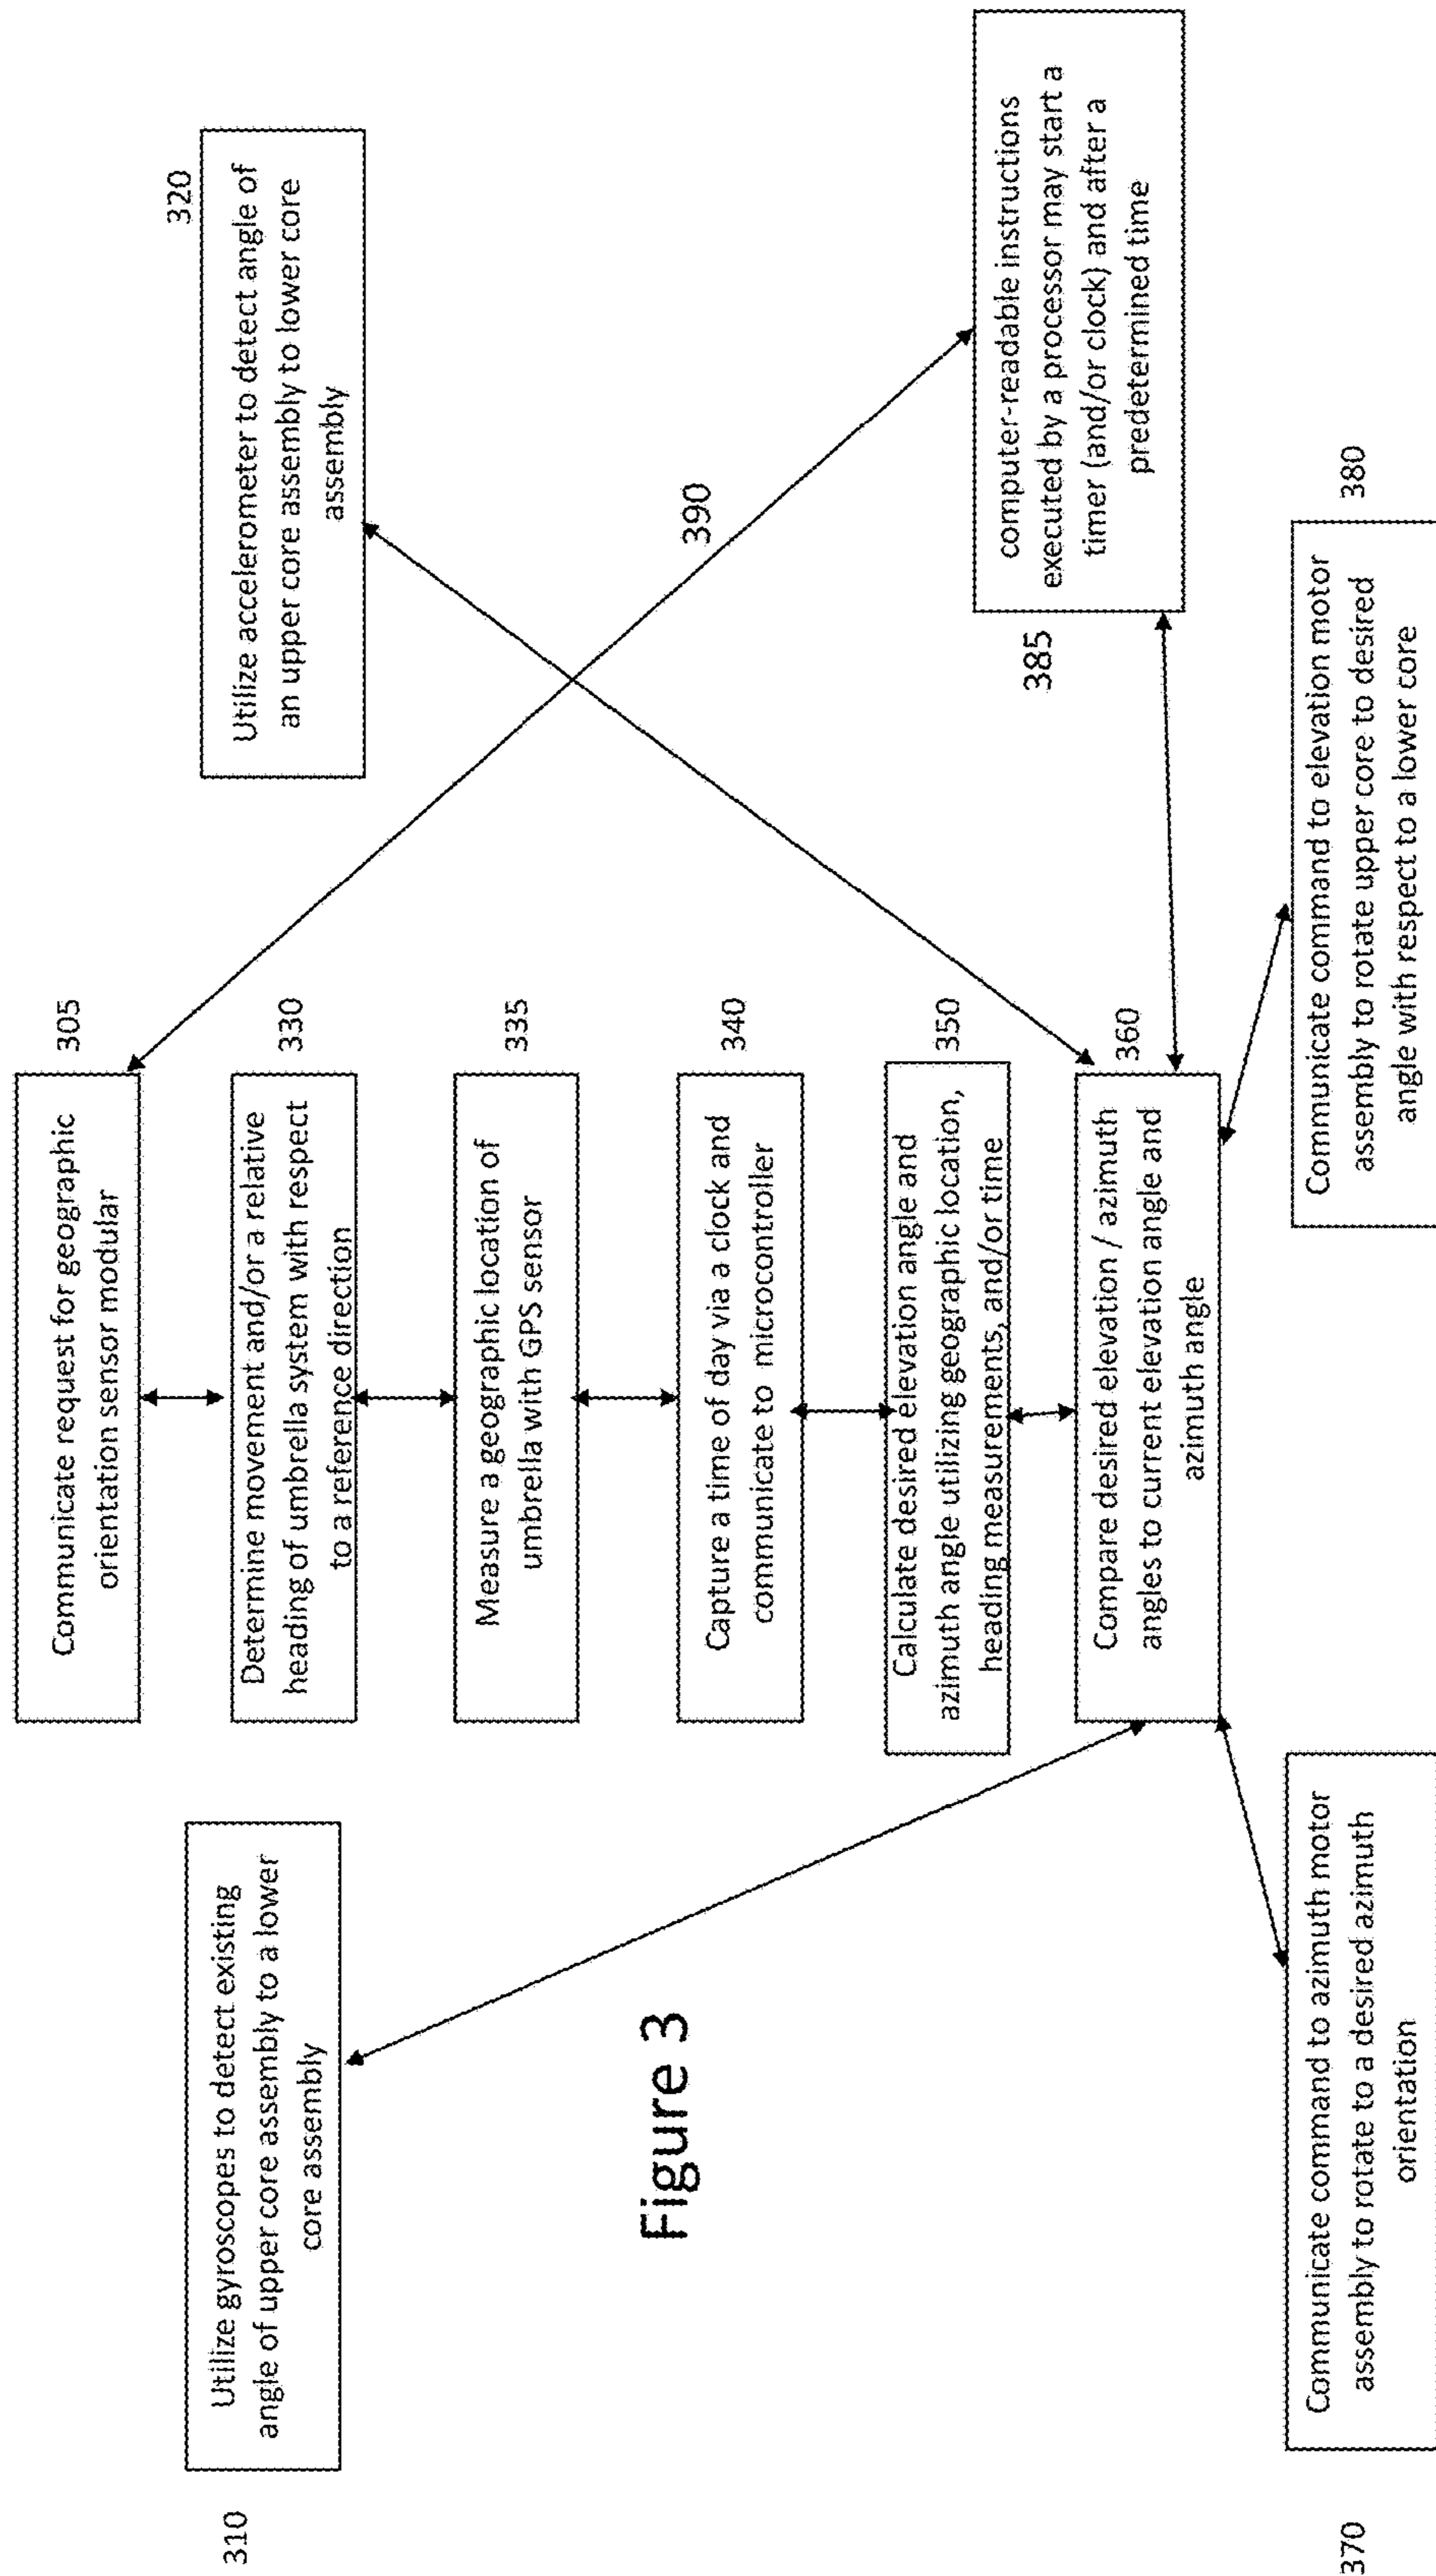 305
Communicate request for geographic
orientation sensor modular
320
Utilize accelerometer to detect angle of
an upper core assembly to lower core
assembly
310
Utilize gyroscopes to detect existing
angle of upper core assembly to a lower
core assembly
330
Determine movement and/or a relative
heading of umbrella system with respect
to a reference direction
335
Measure a geographic location of
umbrella with GPS sensor
390
340
Capture a time of day via a clock and
communicate to microcontroller
Figure 3
350
Calculate desired elevation angle and
azimuth angle utilizing geographic location,
heading measurements, and/or time
360
Compare desired elevation / azimuth
angles to current elevation angle and
azimuth angle
385
computer-readable instructions
executed by a processor may start a
timer (and/or clock) and after a
predetermined time
370
Communicate command to azimuth motor
assembly to rotate to a desired azimuth
orientation
380
Communicate command to elevation motor
assembly to rotate upper core to desired
angle with respect to a lower core